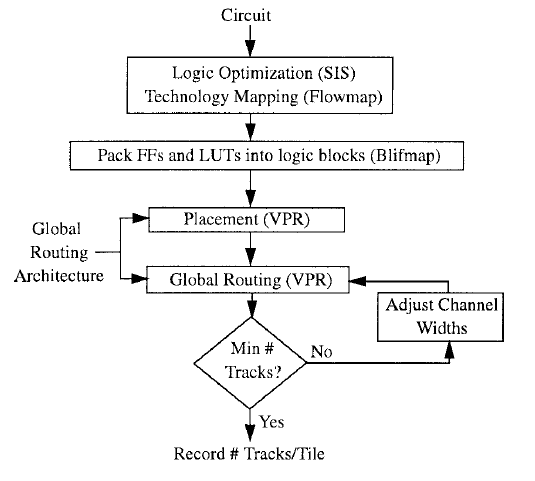 Circuit
Logic Optimization (SIS)
Technology Mapping (Flowmap)
Pack FFs and LUTs into logic blocks (Blifmap)
Placement (VPR)
Global
Routing
Architecture
Global Routing (VPR)
Adjust Channel
Widths
Min #
Tracks?
No
Yes
Record # Tracks/Tile